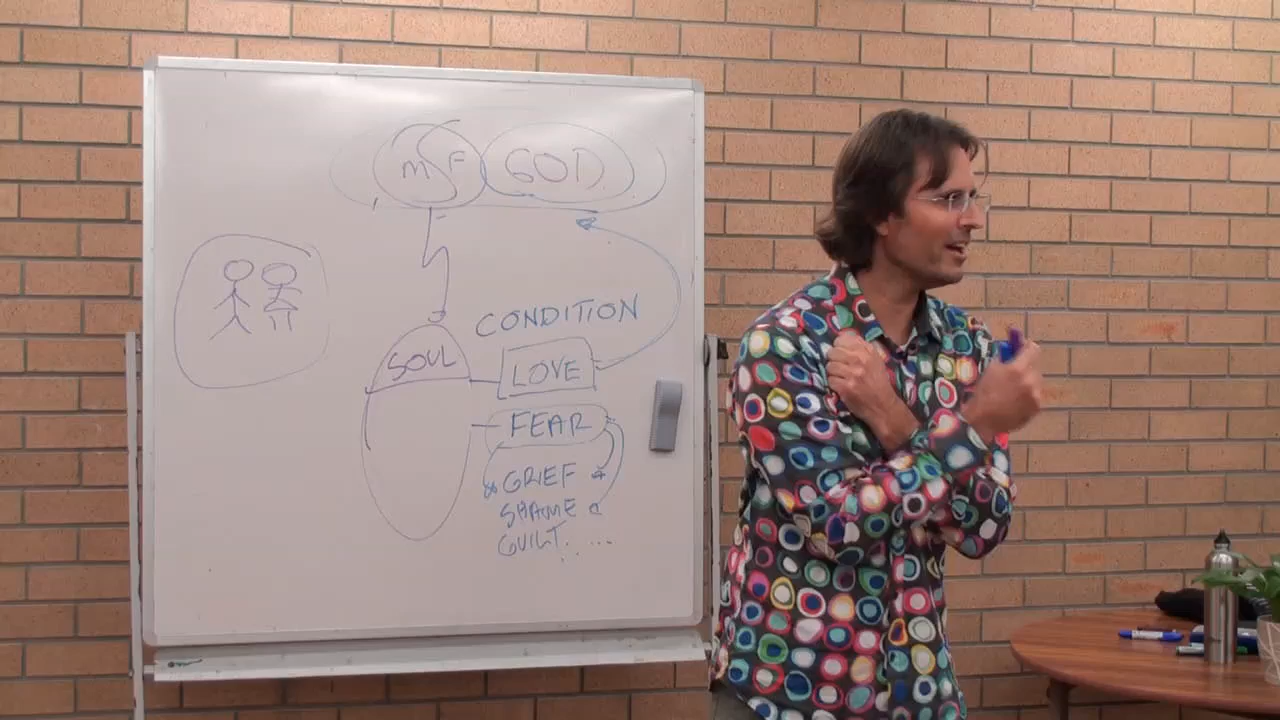 M F GOD
CONDITION
SOUL
LOVE
FEAR
GRIEF
SHAME
GUILT. ...